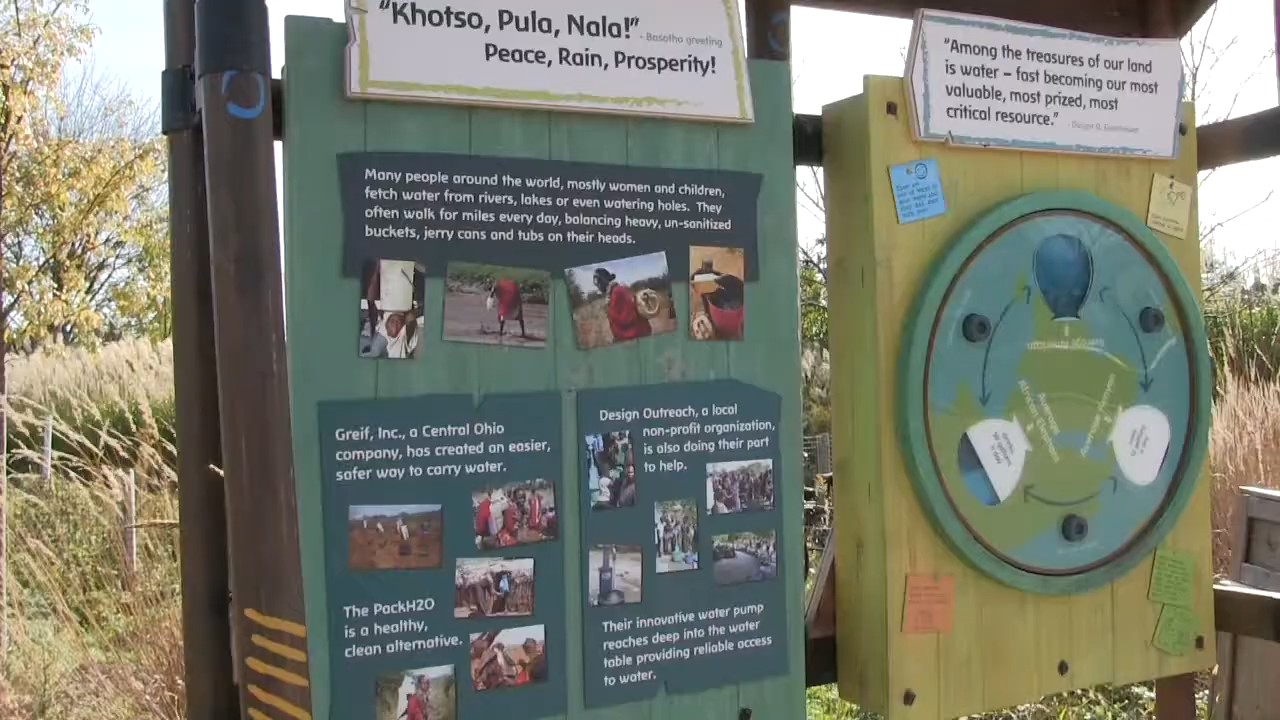 “Khotso, Pula, Nala!” - Basotho greeting
Peace, Rain, Prosperity!
Many people around the world, mostly women and children,
fetch water from rivers, lakes or even watering holes. They
often walk for miles every day, balancing heavy, un-sanitized
buckets, jerry cans and tubs on their heads.
Greif, Inc., a Central Ohio
company, has created an easier,
safer way to carry water.
The PackH2O
is a healthy,
clean alternative.
Design Outreach, a local
non-profit organization,
is also doing their part
to help.
Their innovative water pump
reaches deep into the water
table providing reliable access
to water.
“Among the treasures of our land
is water – fast becoming our most
valuable, most prized, most
critical resource.”
- Dwight D. Eisenhower
Average American
Average
African Citizen